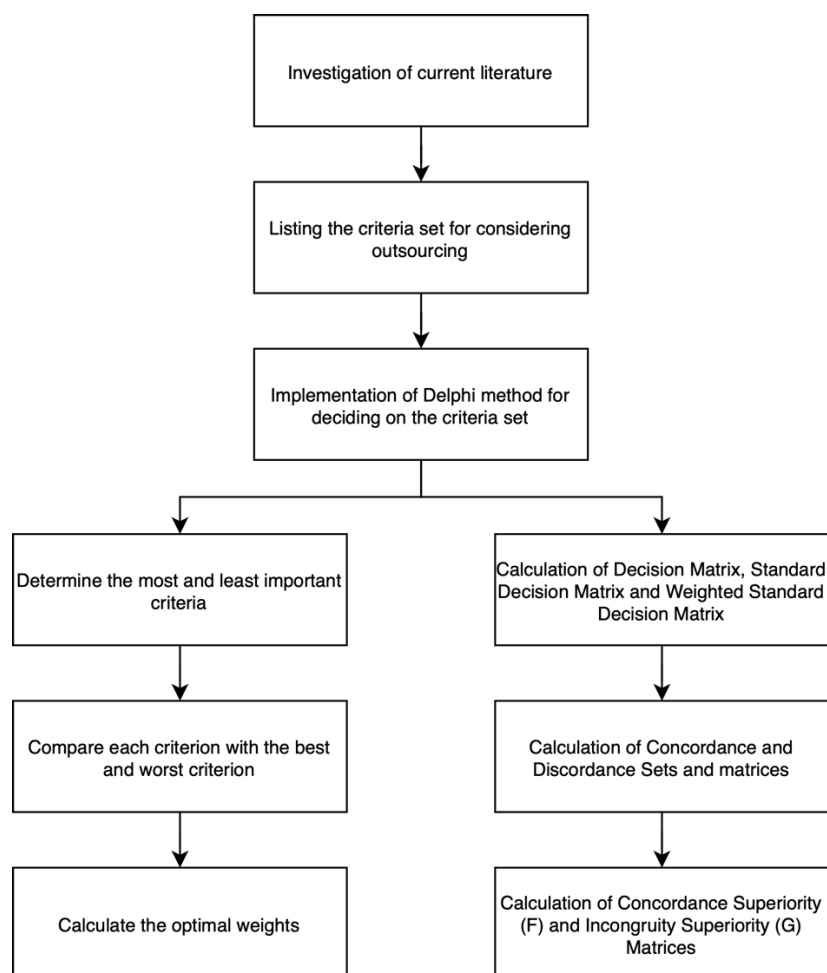 Investigation of current literature
Listing the criteria set for considering
outsourcing
Implementation of Delphi method for
deciding on the criteria set
Determine the most and least important
criteria
Calculation of Decision Matrix, Standard
Decision Matrix and Weighted Standard
Decision Matrix
Compare each criterion with the best
and worst criterion
Calculation of Concordance and
Discordance Sets and matrices
Calculate the optimal weights
Calculation of Concordance Superiority
(F) and Incongruity Superiority (G)
Matrices